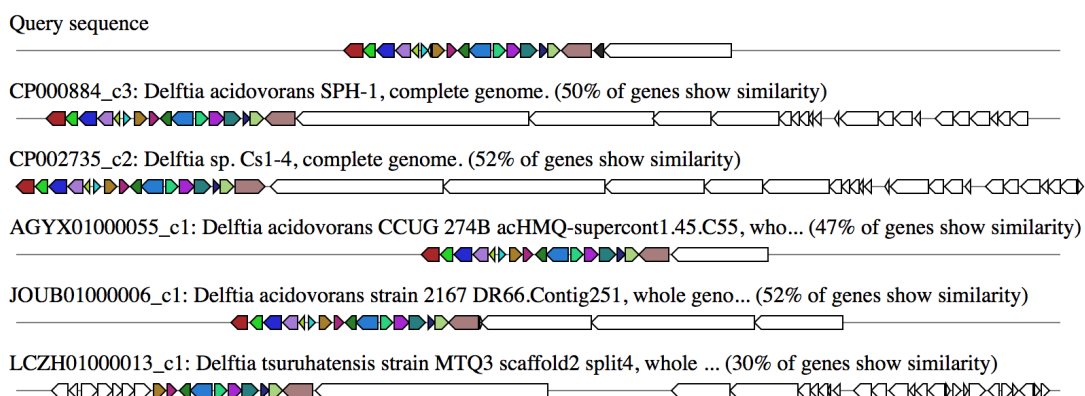 Query sequence
CP000884_c3: Delftia acidovorans SPH-1, complete genome. (50% of genes show similarity)
CP002735_c2: Delftia sp. Cs1-4, complete genome. (52% of genes show similarity)
AGYX01000055_c1: Delftia acidovorans CCUG 274B acHMQ-supercont1.45.C55, who... (47% of genes show similarity)
JOUB01000006_c1: Delftia acidovorans strain 2167 DR66.Contig251, whole geno... (52% of genes show similarity)
LCZH01000013_c1: Delftia tsuruhatensis strain MTQ3 scaffold2 split4, whole ... (30% of genes show similarity)